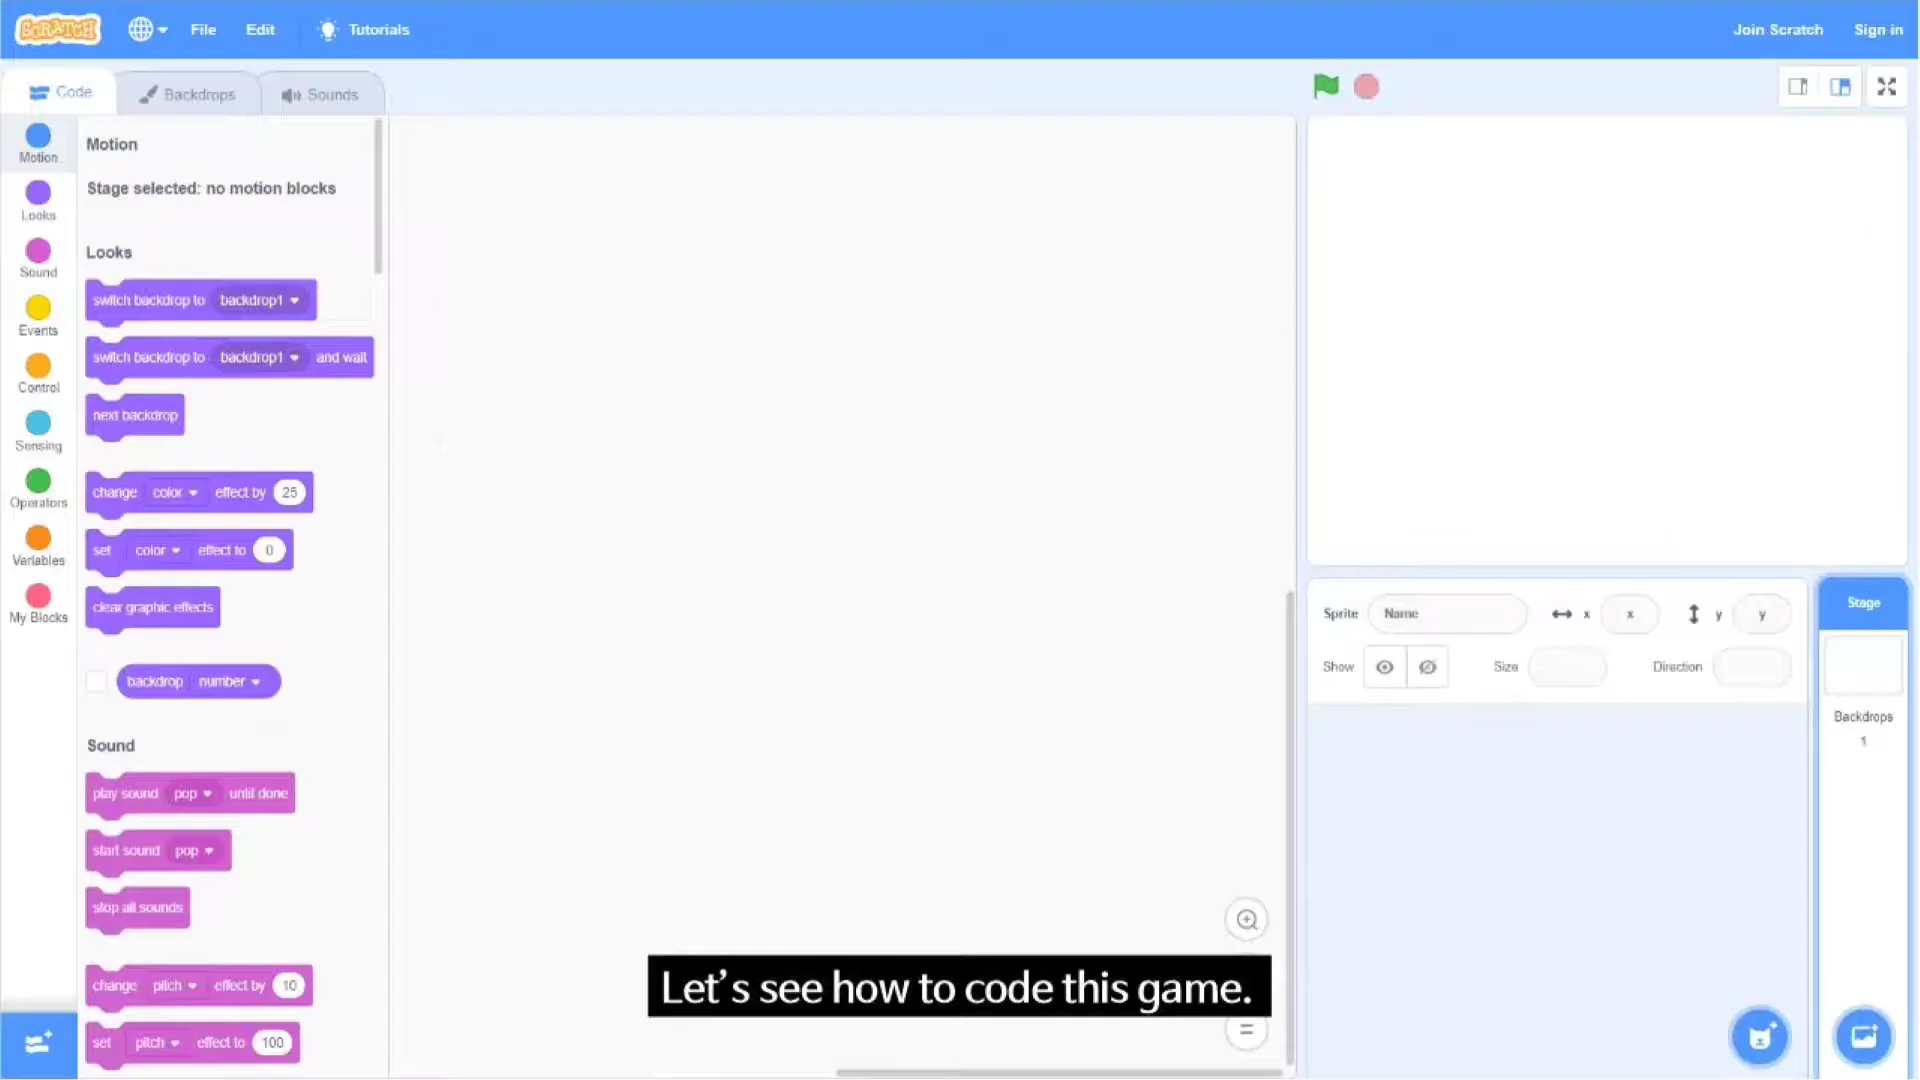 SCRATCH File Edit Tutorials Join Scratch Sign in
Code Backdrops Sounds
Motion
Looks
Sound
Events
Control
Sensing
Operators
Variables
My Blocks
Motion
Stage selected: no motion blocks
Looks
switch backdrop to backdrop1
switch backdrop to backdrop1 and wait
next backdrop
change color effect by 25
set color effect to 0
clear graphic effects
backdrop number
Sound
play sound pop until done
start sound pop
stop all sounds
change pitch effect by 10
set pitch effect to 100
Sprite Name x x y y
Show Size Direction
Stage
Backdrops
1
Let's see how to code this game.